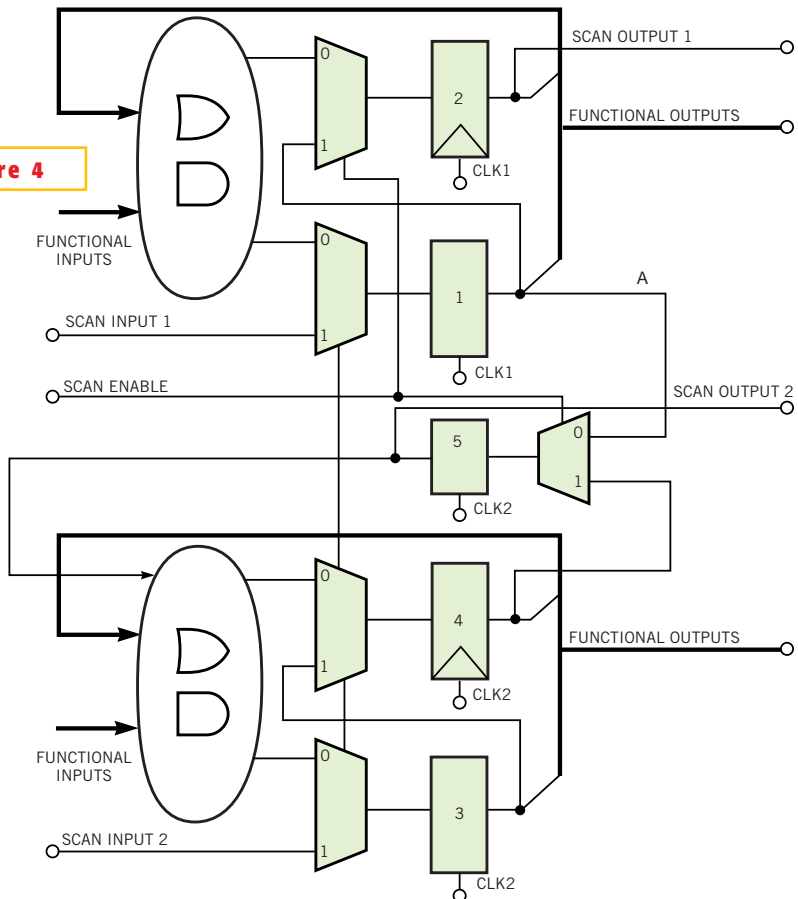 SCAN OUTPUT 1
0
2
FUNCTIONAL OUTPUTS
1
CLK1
re 4
FUNCTIONAL
INPUTS
0
A
1
SCAN INPUT 1
1
CLK1
SCAN ENABLE
SCAN OUTPUT 2
5
0
1
CLK2
0
4
FUNCTIONAL OUTPUTS
1
CLK2
FUNCTIONAL
INPUTS
0
3
SCAN INPUT 2
1
CLK2